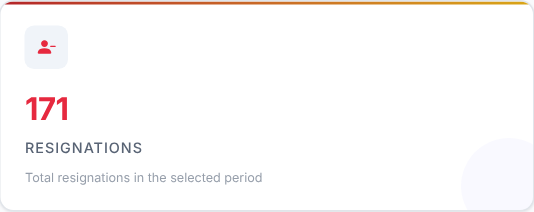 171
RESIGNATIONS
Total resignations in the selected period